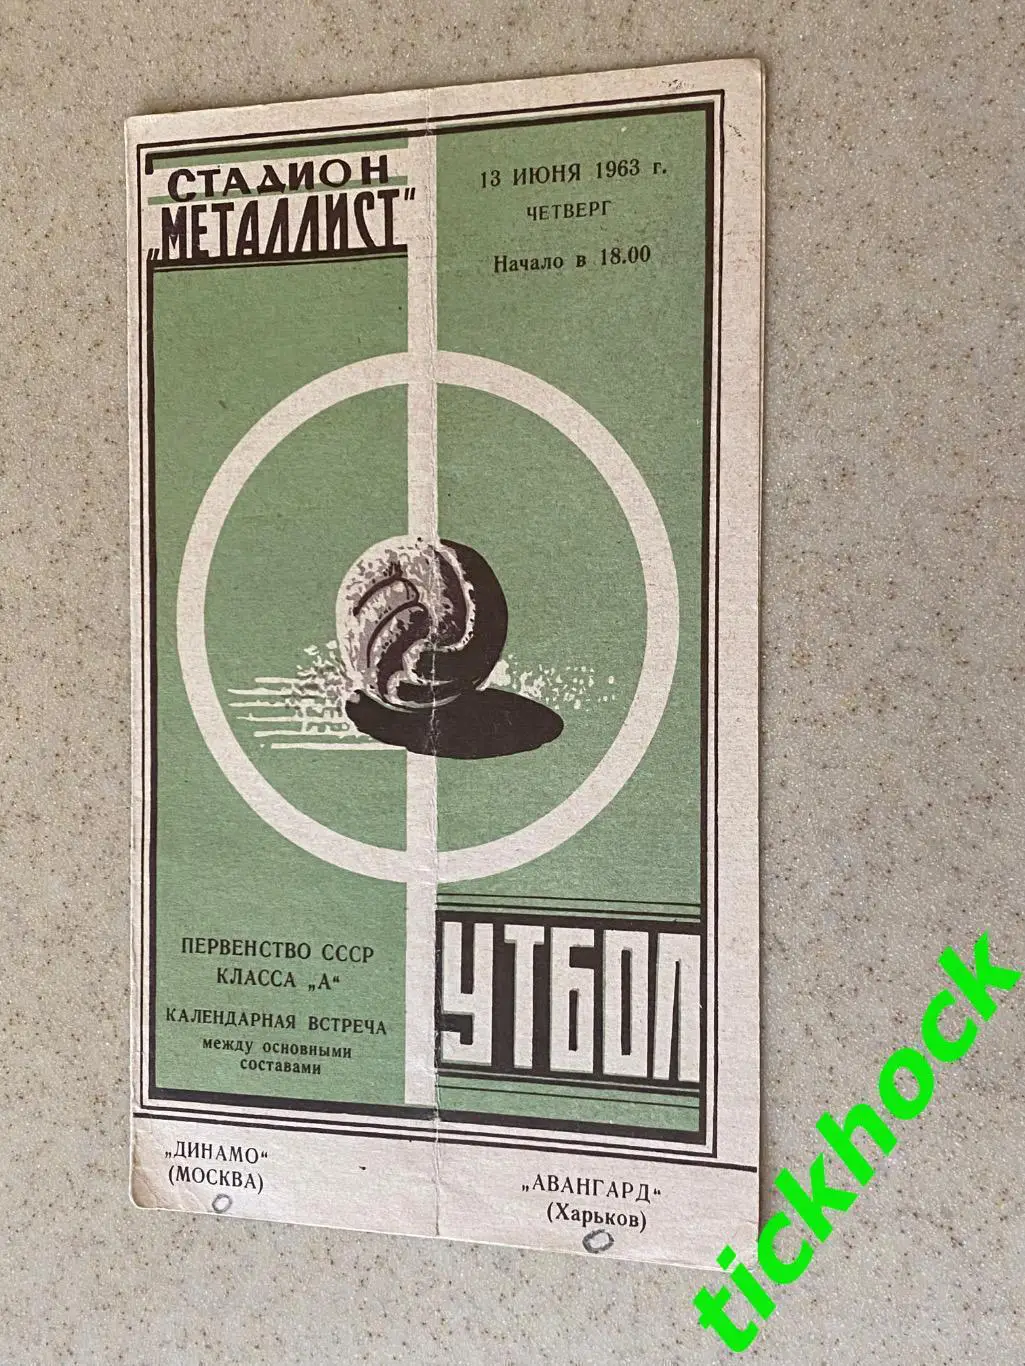 СТАДИОН
„МЕТАЛЛИСТ"
13 ИЮНЯ 1963 г.
ЧЕТВЕРГ
Начало в 18.00
ПЕРВЕНСТВО СССР
КЛАССА „А"
КАЛЕНДАРНАЯ ВСТРЕЧА
между основными
составами
УТБОЛ
„ДИНАМО"
(МОСКВА)
0
„АВАНГАРД"
(Харьков)
0
tickhock